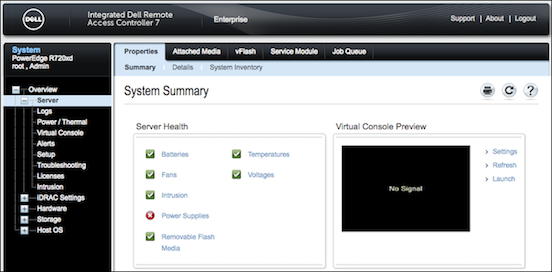 DELL
Integrated Dell Remote
Access Controller 7
Enterprise
Support | About | Logout
System
PowerEdge R720xd
root , Admin
Overview
Server
Logs
Power / Thermal
Virtual Console
Alerts
Setup
Troubleshooting
Licenses
Intrusion
iDRAC Settings
Hardware
Storage
Host OS
Properties
Attached Media
vFlash
Service Module
Job Queue
Summary
Details
System Inventory
System Summary
?
Server Health
Batteries
Temperatures
Fans
Voltages
Intrusion
Power Supplies
Removable Flash
Media
Virtual Console Preview
No Signal
Settings
Refresh
Launch